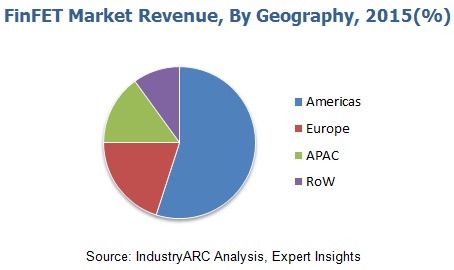 FinFET Market Revenue, By Geography, 2015(%)
Americas
Europe
APAC
RoW
Source: IndustryARC Analysis, Expert Insights